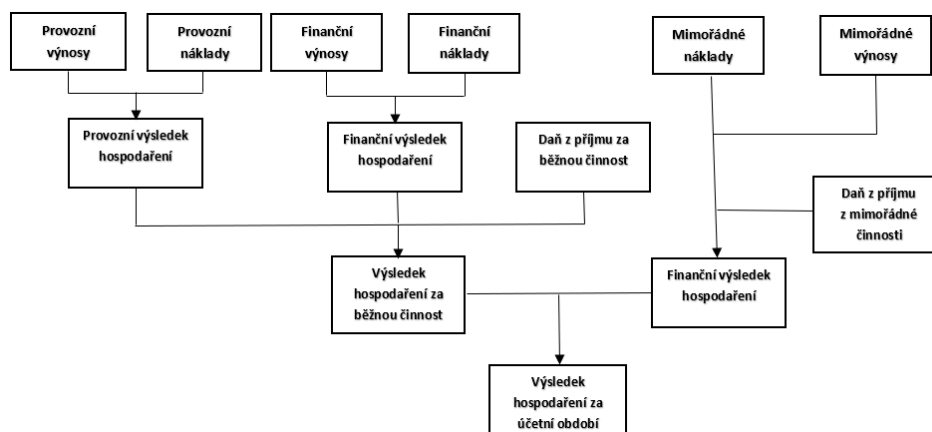 Provozní
výnosy
Provozní
náklady
Finanční
výnosy
Finanční
náklady
Mimořádné
náklady
Mimořádné
výnosy
Provozní výsledek
hospodaření
Finanční výsledek
hospodaření
Daň z příjmu za
běžnou činnost
Daň z příjmu
z mimořádné
činnosti
Výsledek
hospodaření za
běžnou činnost
Finanční výsledek
hospodaření
Výsledek
hospodaření za
účetní období